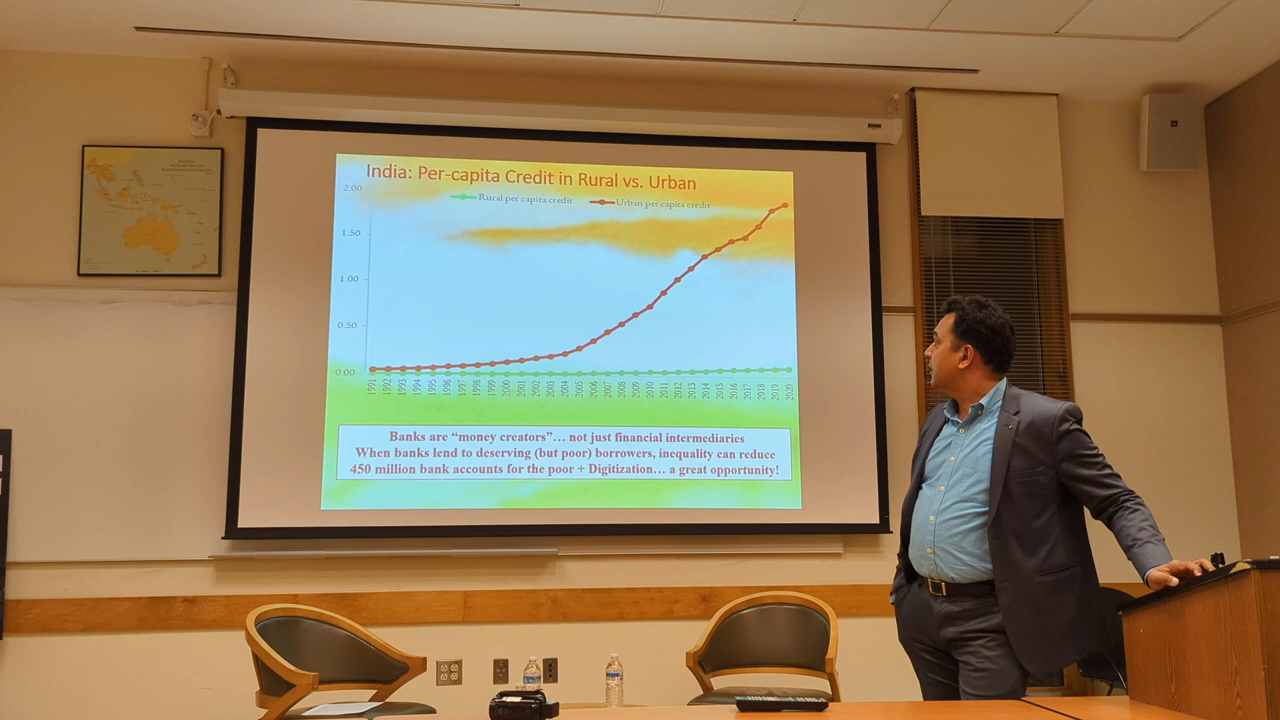 India: Per-capita Credit in Rural vs. Urban
Rural per capita credit Urban per capita credit
2.00
1.50
1.00
0.50
0.00
1991 1992 1993 1994 1995 1996 1997 1998 1999 2000 2001 2002 2003 2004 2005 2006 2007 2008 2009 2010 2011 2012 2013 2014 2015 2016 2017 2018 2019 2020
Banks are “money creators”… not just financial intermediaries
When banks lend to deserving (but poor) borrowers, inequality can reduce
450 million bank accounts for the poor + Digitization… a great opportunity!